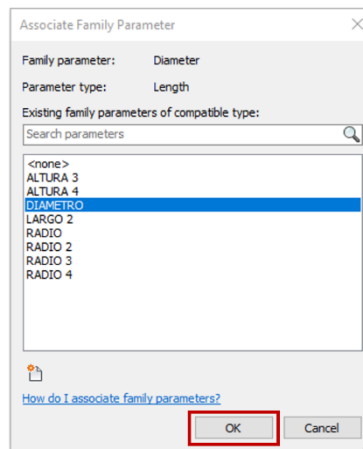 Associate Family Parameter
Family parameter: Diameter
Parameter type: Length
Existing family parameters of compatible type:
Search parameters
<none>
ALTURA 3
ALTURA 4
DIAMETRO
LARGO 2
RADIO
RADIO 2
RADIO 3
RADIO 4
How do I associate family parameters?
OK Cancel